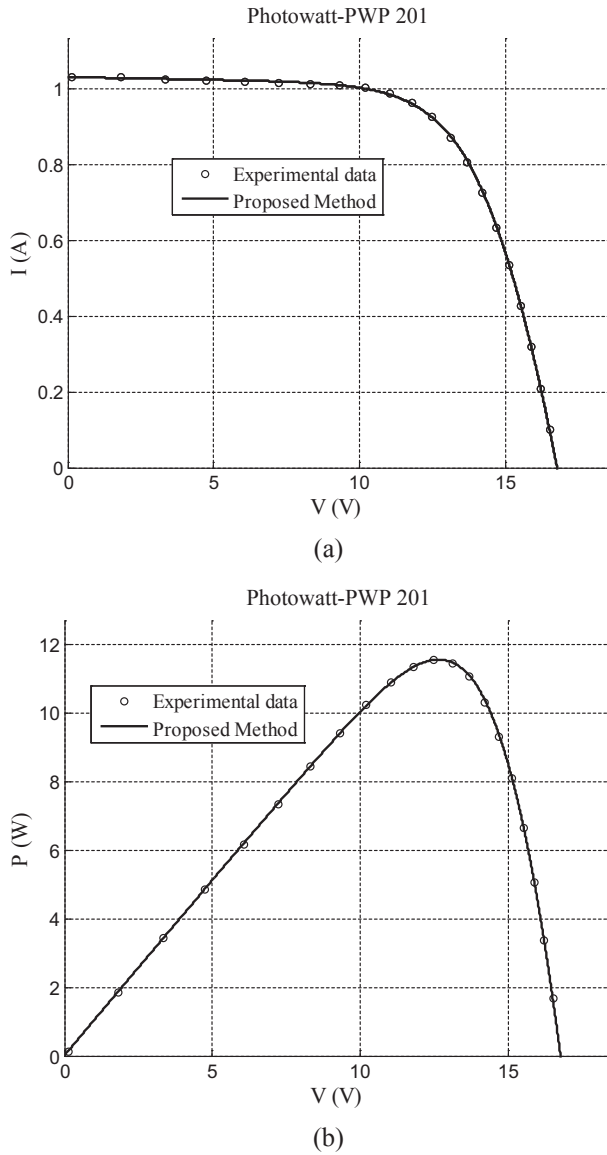 Photowatt-PWP 201
1
0.8
0.6
0.4
0.2
0
I (A)
Experimental data
Proposed Method
0 5 10 15
V (V)
(a)
Photowatt-PWP 201
12
10
8
6
4
2
0
P (W)
Experimental data
Proposed Method
0 5 10 15
V (V)
(b)